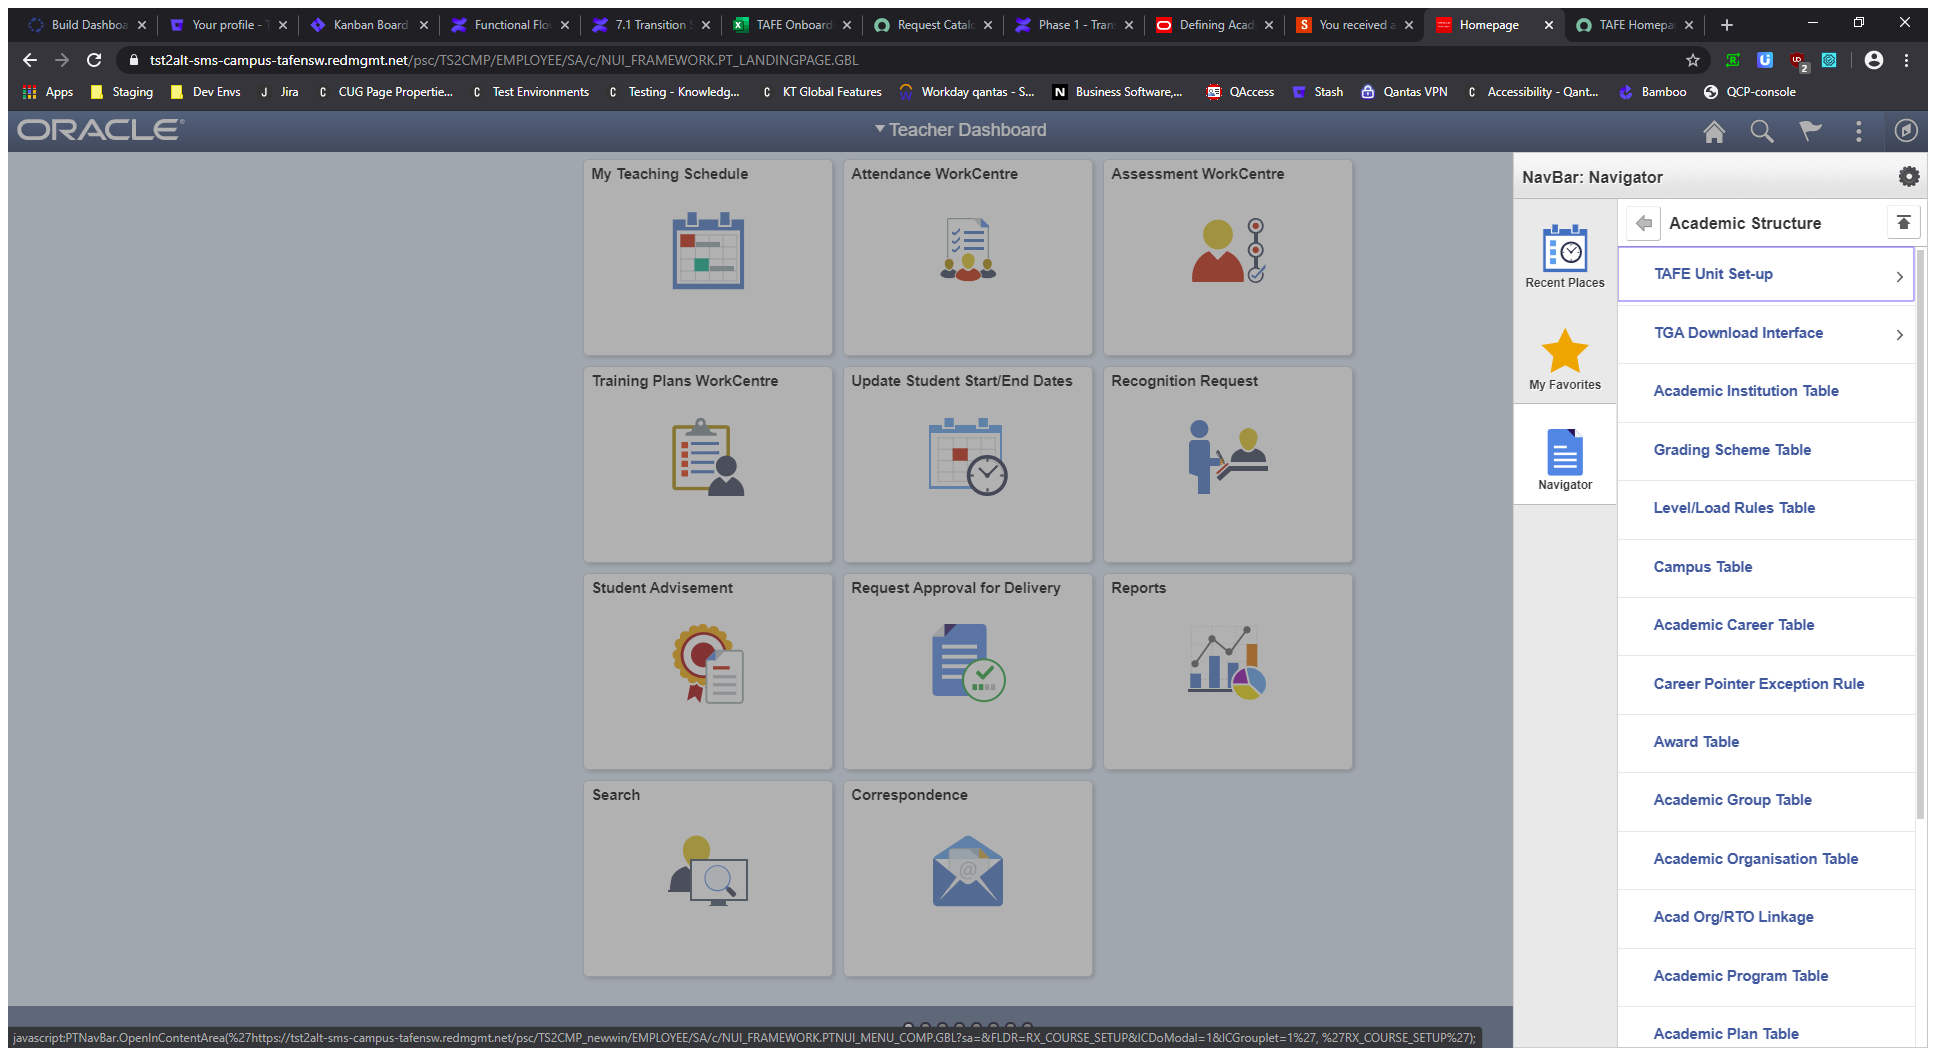 Build Dashboa
Your profile - T
Kanban Board
Functional Flo
7.1 Transition S
TAFE Onboard
Request Catalo
Phase 1 - Tran
Defining Acad
You received a
Homepage
TAFE Homepa
tst2alt-sms-campus-tafensw.redmgmt.net/psc/TS2CMP/EMPLOYEE/SA/c/NUI_FRAMEWORK.PT_LANDINGPAGE.GBL
2
Apps
Staging
Dev Envs
J Jira
C CUG Page Propertie...
C Test Environments
C Testing - Knowledg...
C KT Global Features
Workday qantas - S...
N Business Software,...
QAccess
Stash
Qantas VPN
C Accessibility - Qant...
Bamboo
QCP-console
ORACLE
Teacher Dashboard
NavBar: Navigator
My Teaching Schedule
Attendance WorkCentre
Assessment WorkCentre
Training Plans WorkCentre
Update Student Start/End Dates
Recognition Request
Student Advisement
Request Approval for Delivery
Reports
Search
Correspondence
Recent Places
My Favorites
Navigator
Academic Structure
TAFE Unit Set-up
TGA Download Interface
Academic Institution Table
Grading Scheme Table
Level/Load Rules Table
Campus Table
Academic Career Table
Career Pointer Exception Rule
Award Table
Academic Group Table
Academic Organisation Table
Acad Org/RTO Linkage
Academic Program Table
Academic Plan Table
javascript:PTNavBar.OpenInContentArea(%27https://tst2alt-sms-campus-tafensw.redmgmt.net/psc/TS2CMP_newwin/EMPLOYEE/SA/c/NUI_FRAMEWORK.PTNUI_MENU_COMP.GBL?sa=&FLDR=RX_COURSE_SETUP&ICDoModal=1&ICGrouplet=1%27, %27RX_COURSE_SETUP%27);